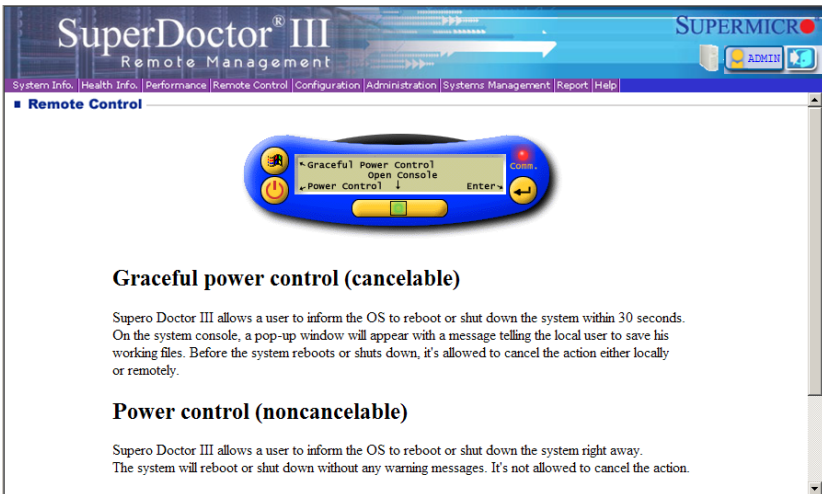 SuperDoctor® III
Remote Management
SUPERMICR®
ADMIN
System Info. Health Info. Performance Remote Control Configuration Administration Systems Management Report Help
Remote Control
Graceful Power Control
Open Console
Power Control
Enter
Comm.
Graceful power control (cancelable)
Supero Doctor III allows a user to inform the OS to reboot or shut down the system within 30 seconds.
On the system console, a pop-up window will appear with a message telling the local user to save his
working files. Before the system reboots or shuts down, it's allowed to cancel the action either locally
or remotely.
Power control (noncancelable)
Supero Doctor III allows a user to inform the OS to reboot or shut down the system right away.
The system will reboot or shut down without any warning messages. It's not allowed to cancel the action.